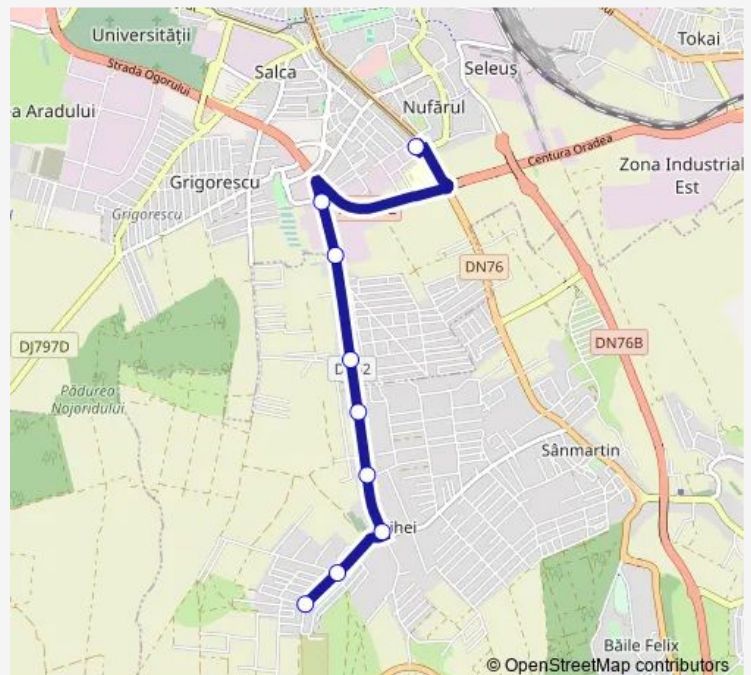 Universității
Tokai
Salca
Seleuș
Strada Ogorului
Nufărul
a Aradului
Centura Oradea
Zona Industrial
Est
Grigorescu
Grigorescu
DN76
DJ797D
DN76B
Pădurea
Nojoridului
Sânmartin
ihei
Băile Felix
© OpenStreetMap contributors